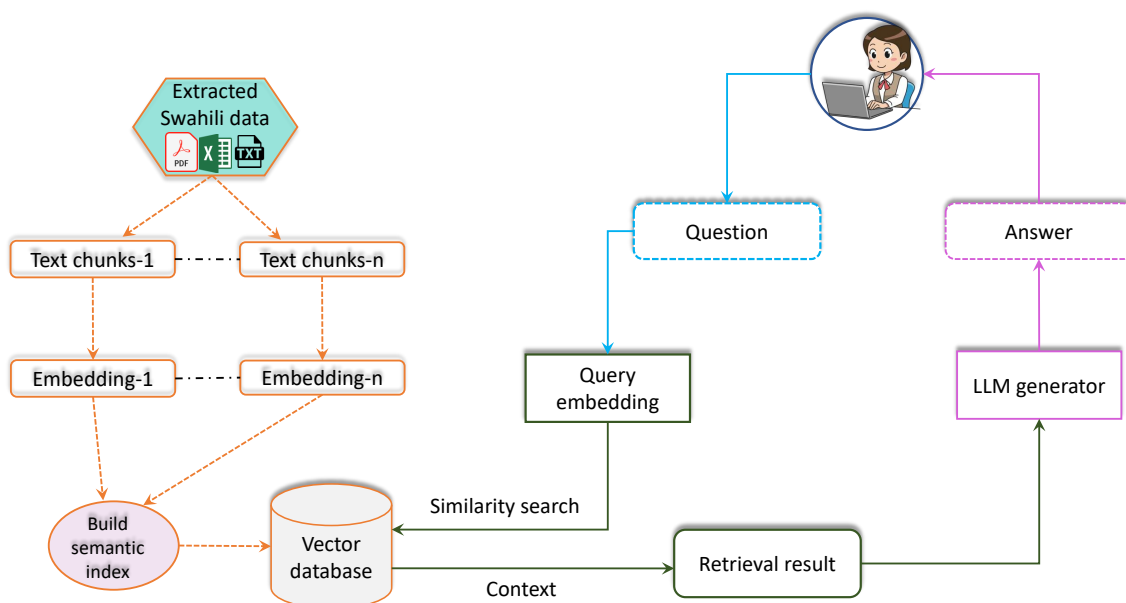 Extracted
Swahili data
PDF
X
TXT
Text chunks-1
Text chunks-n
Embedding-1
Embedding-n
Build
semantic
index
Vector
database
Question
Query
embedding
Similarity search
Context
Retrieval result
LLM generator
Answer